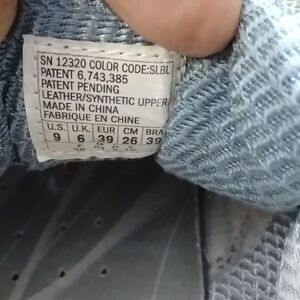 SN 12320 COLOR CODE:SLBL
PATENT 6,743,385
PATENT PENDING
LEATHER/SYNTHETIC UPPER
MADE IN CHINA
FABRIQUE EN CHINE
U.S. U.K. EUR CM BRA
9 6 39 26 39